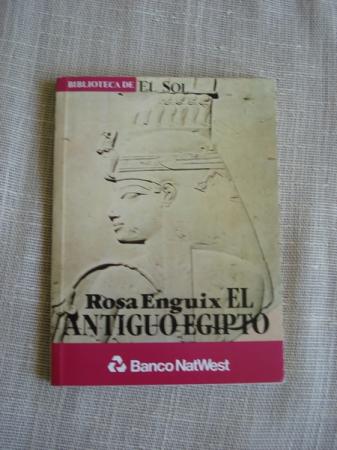 BIBLIOTECA DE EL SOL
Rosa Enguix EL
ANTIGUO EGIPTO
Banco NatWest